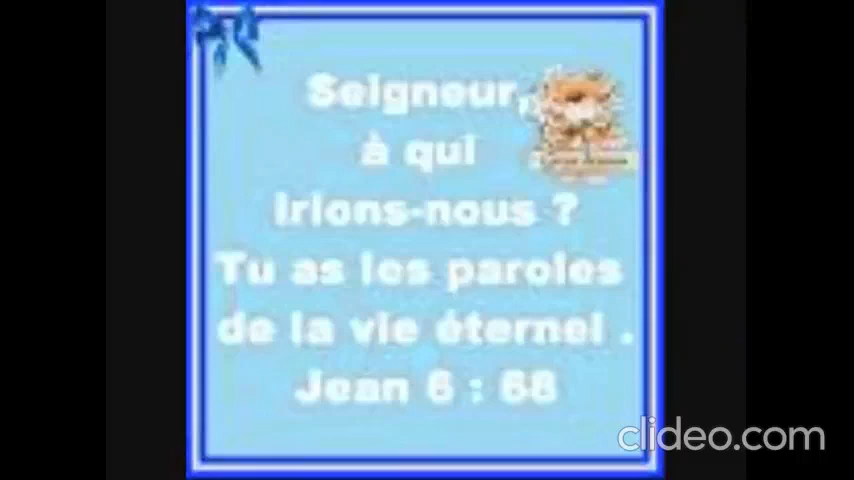 Seigneur,
à qui
irions-nous ?
Tu as les paroles
de la vie éternel .
Jean 6 : 68
clideo.com